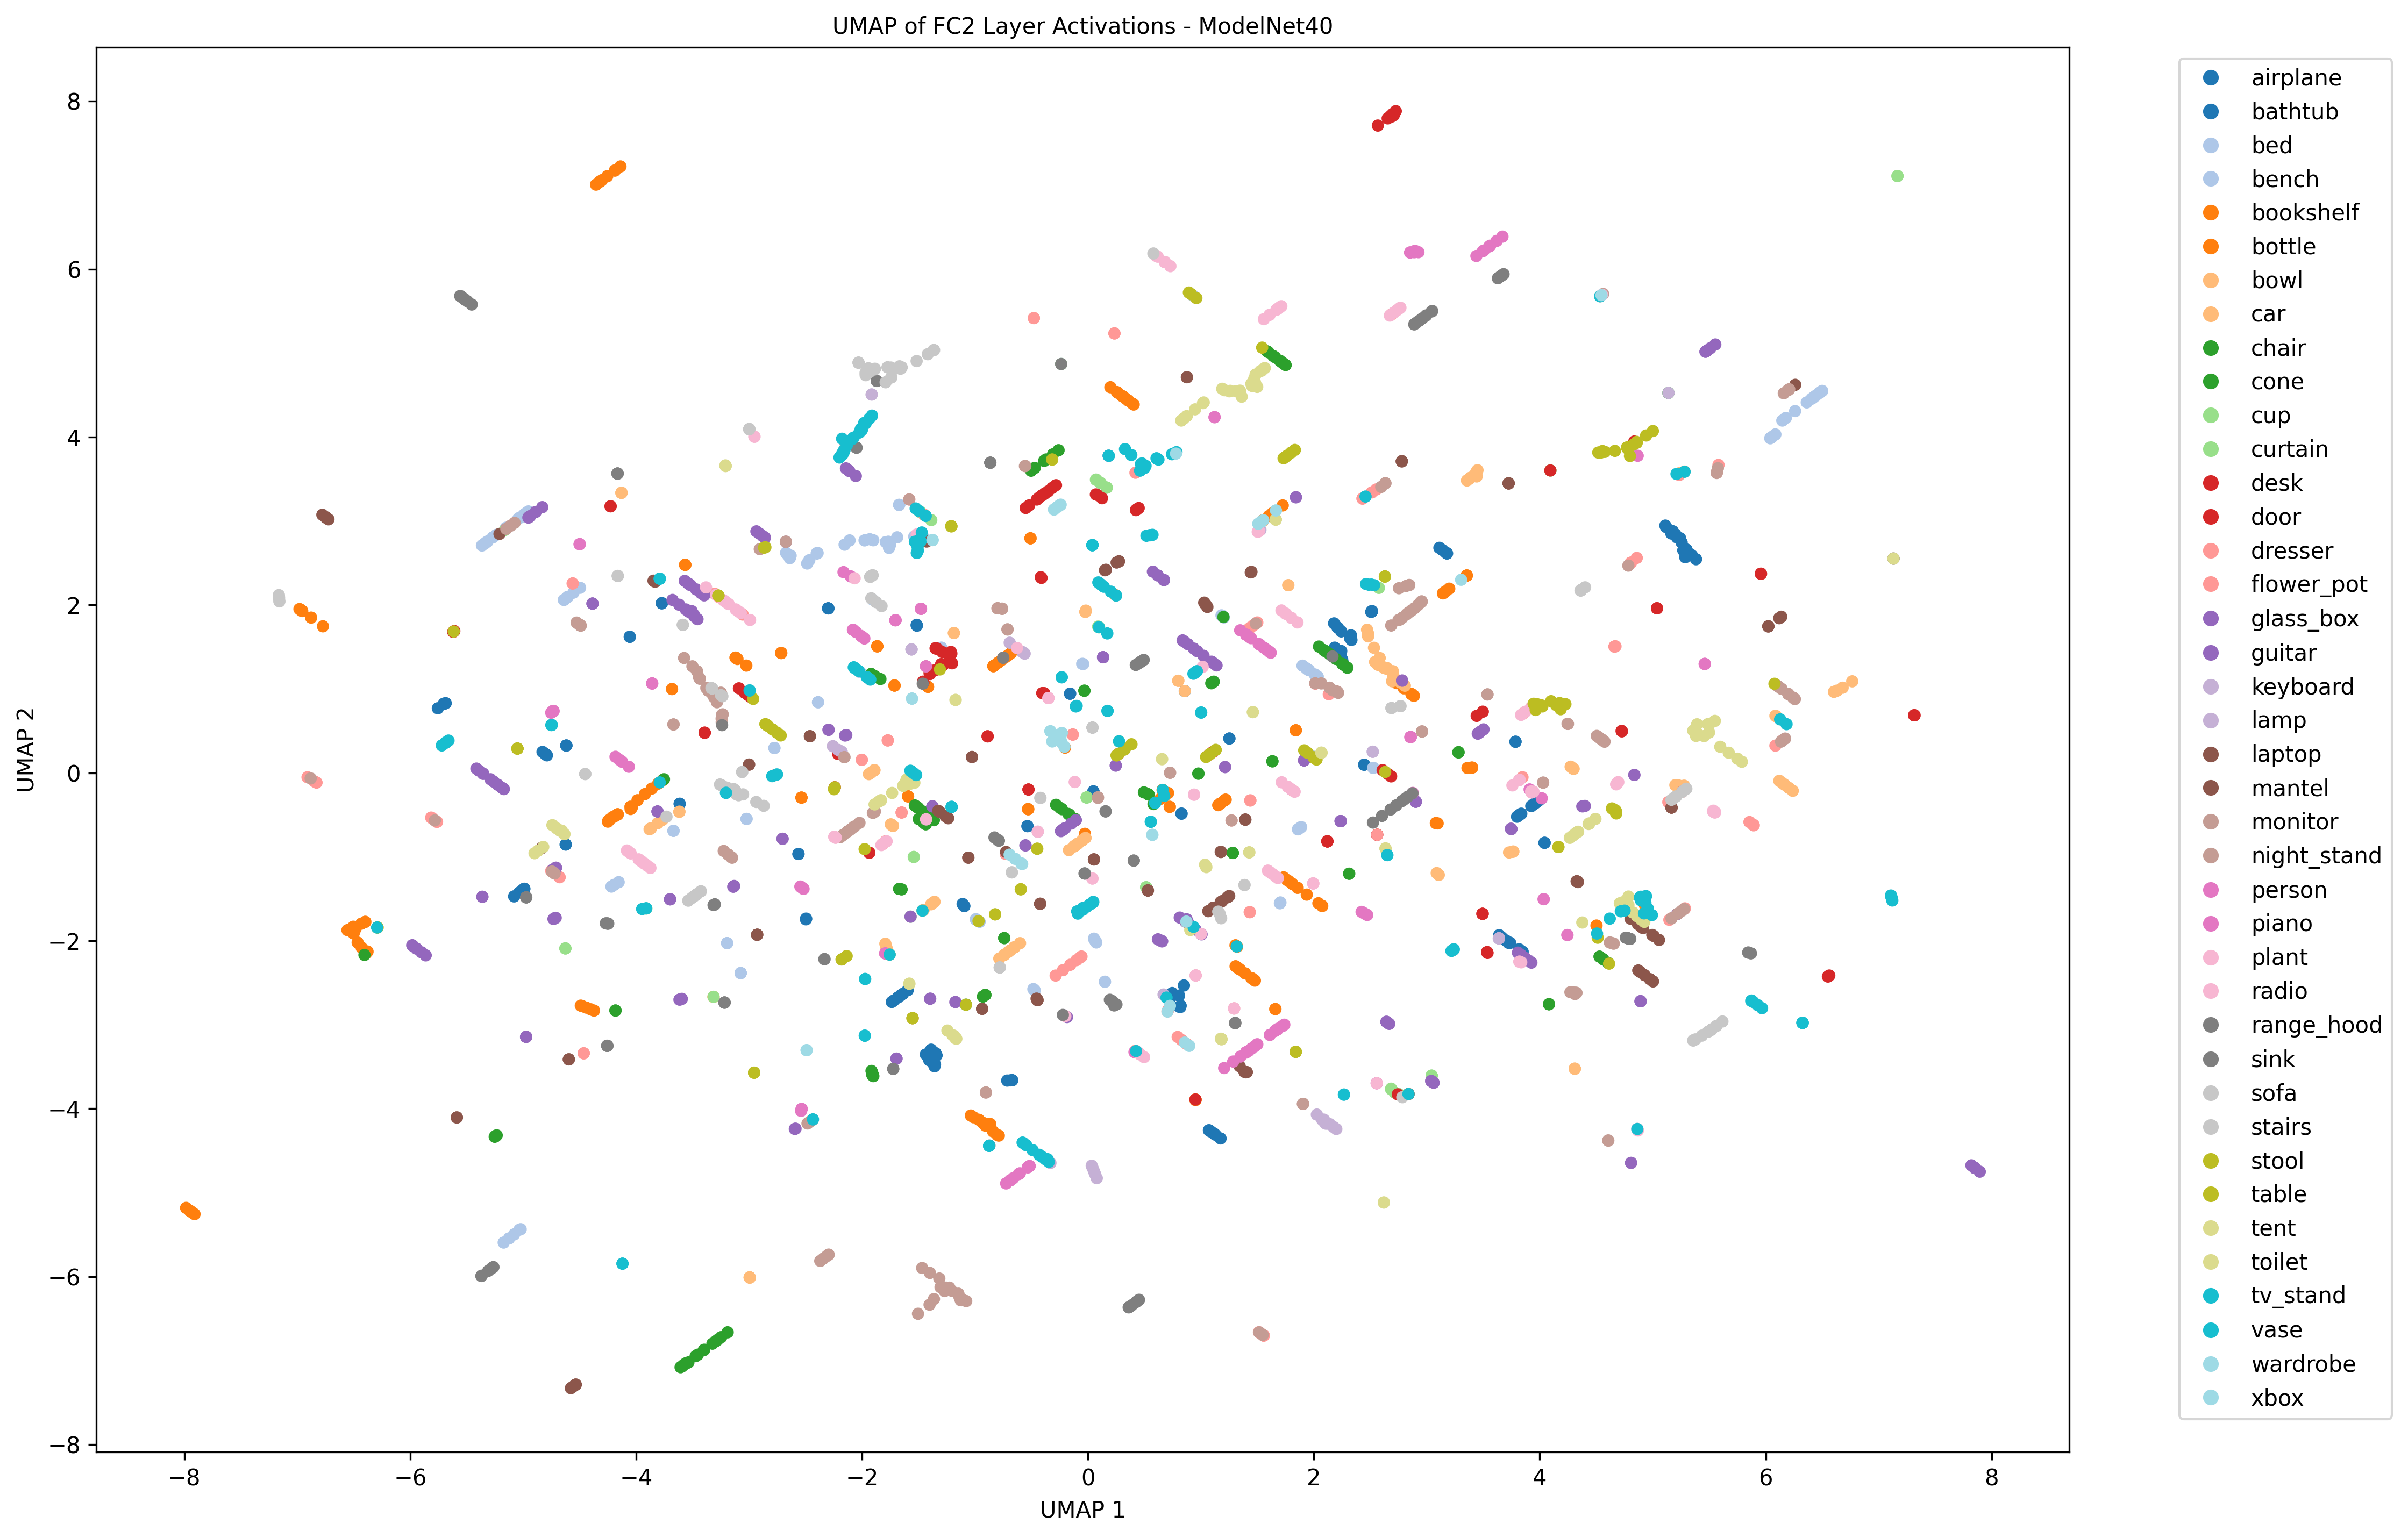 UMAP of FC2 Layer Activations - ModelNet40
8
6
4
2
0
−2
−4
−6
−8
UMAP 2
−8 −6 −4 −2 0 2 4 6 8
UMAP 1
airplane
bathtub
bed
bench
bookshelf
bottle
bowl
car
chair
cone
cup
curtain
desk
door
dresser
flower_pot
glass_box
guitar
keyboard
lamp
laptop
mantel
monitor
night_stand
person
piano
plant
radio
range_hood
sink
sofa
stairs
stool
table
tent
toilet
tv_stand
vase
wardrobe
xbox